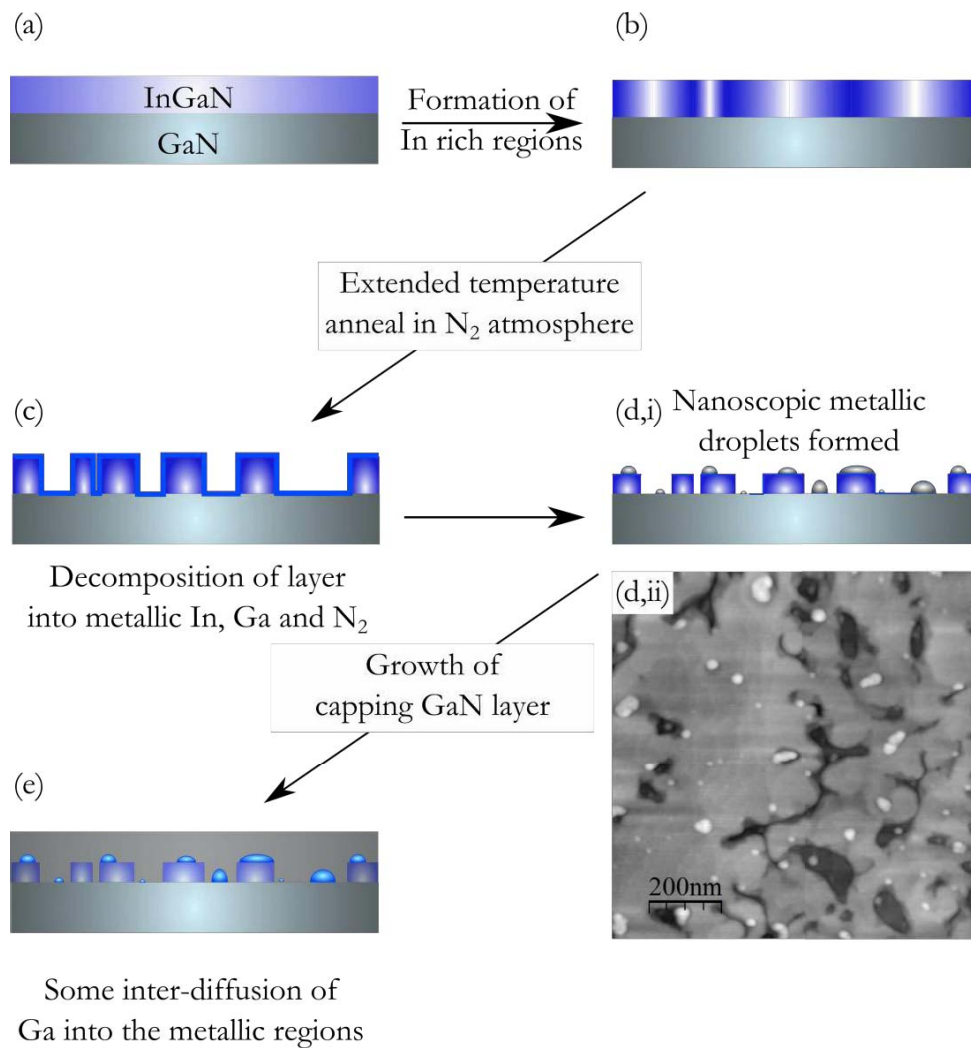 (a)
(b)
InGaN
GaN
Formation of
In rich regions
Extended temperature
anneal in N₂ atmosphere
(c)
(d,i)
Nanoscopic metallic
droplets formed
Decomposition of layer
into metallic In, Ga and N₂
(d,ii)
Growth of
capping GaN layer
(e)
200nm
Some inter-diffusion of
Ga into the metallic regions